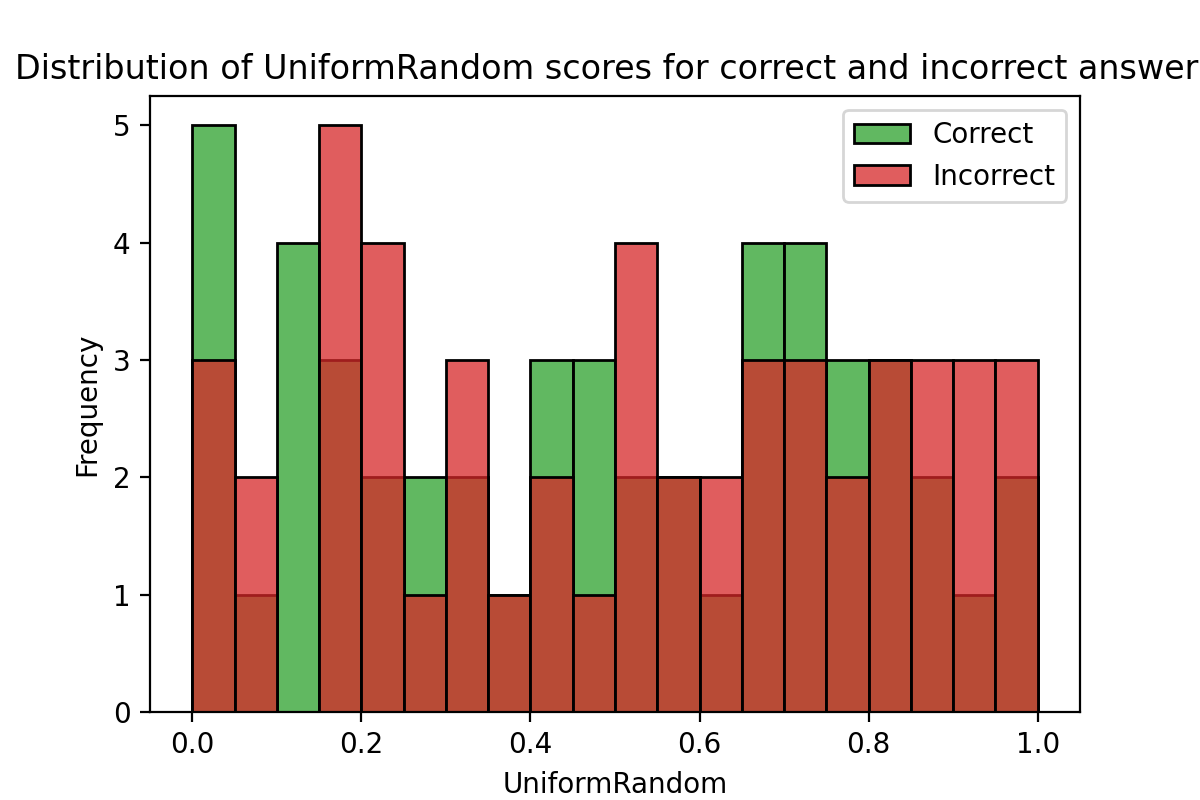 Distribution of UniformRandom scores for correct and incorrect answer
Correct
Incorrect
5
4
3
2
1
0
Frequency
0.0 0.2 0.4 0.6 0.8 1.0
UniformRandom